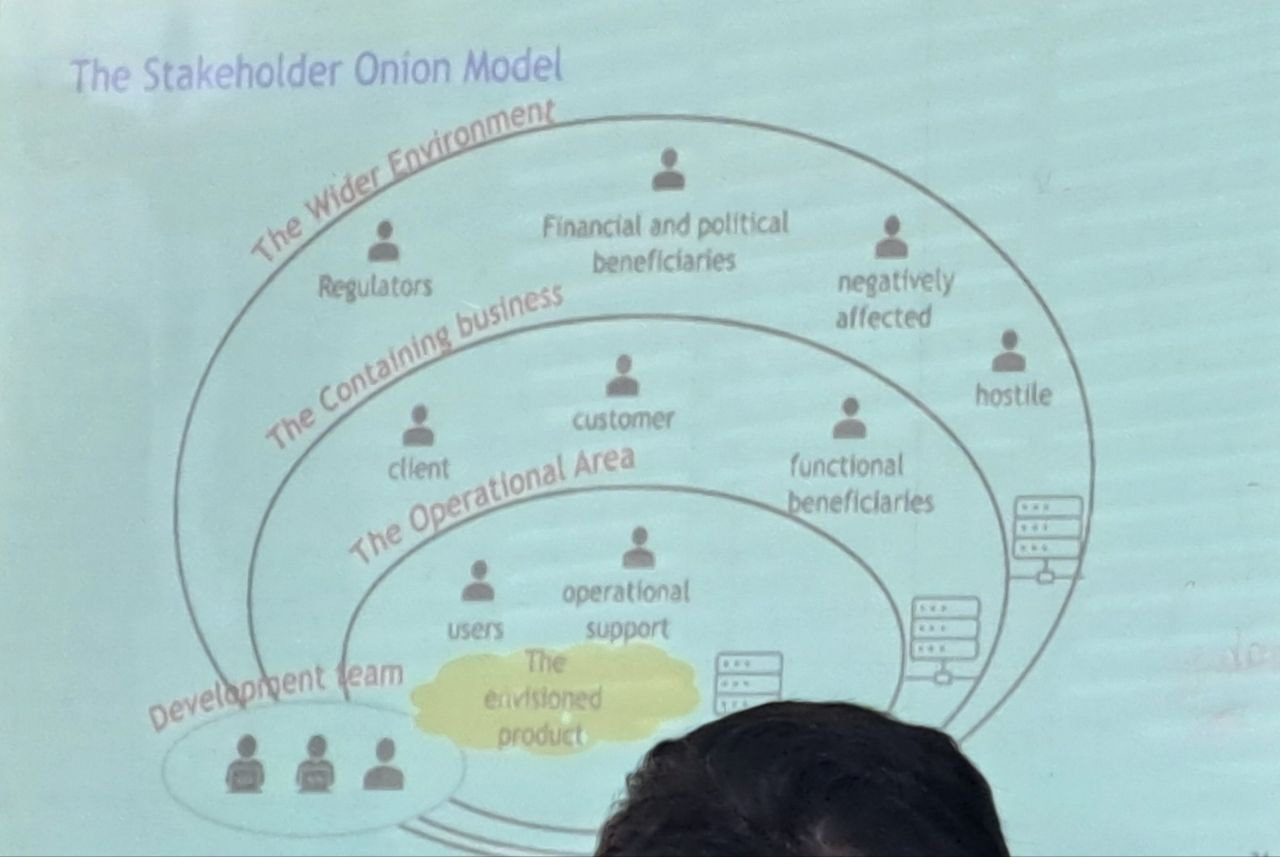 The Stakeholder Onion Model
The Wider Environment
Financial and political
beneficiaries
Regulators
negatively
affected
hostile
The Containing business
customer
client
functional
beneficiaries
The Operational Area
operational
support
users
The
envisioned
product
Development team